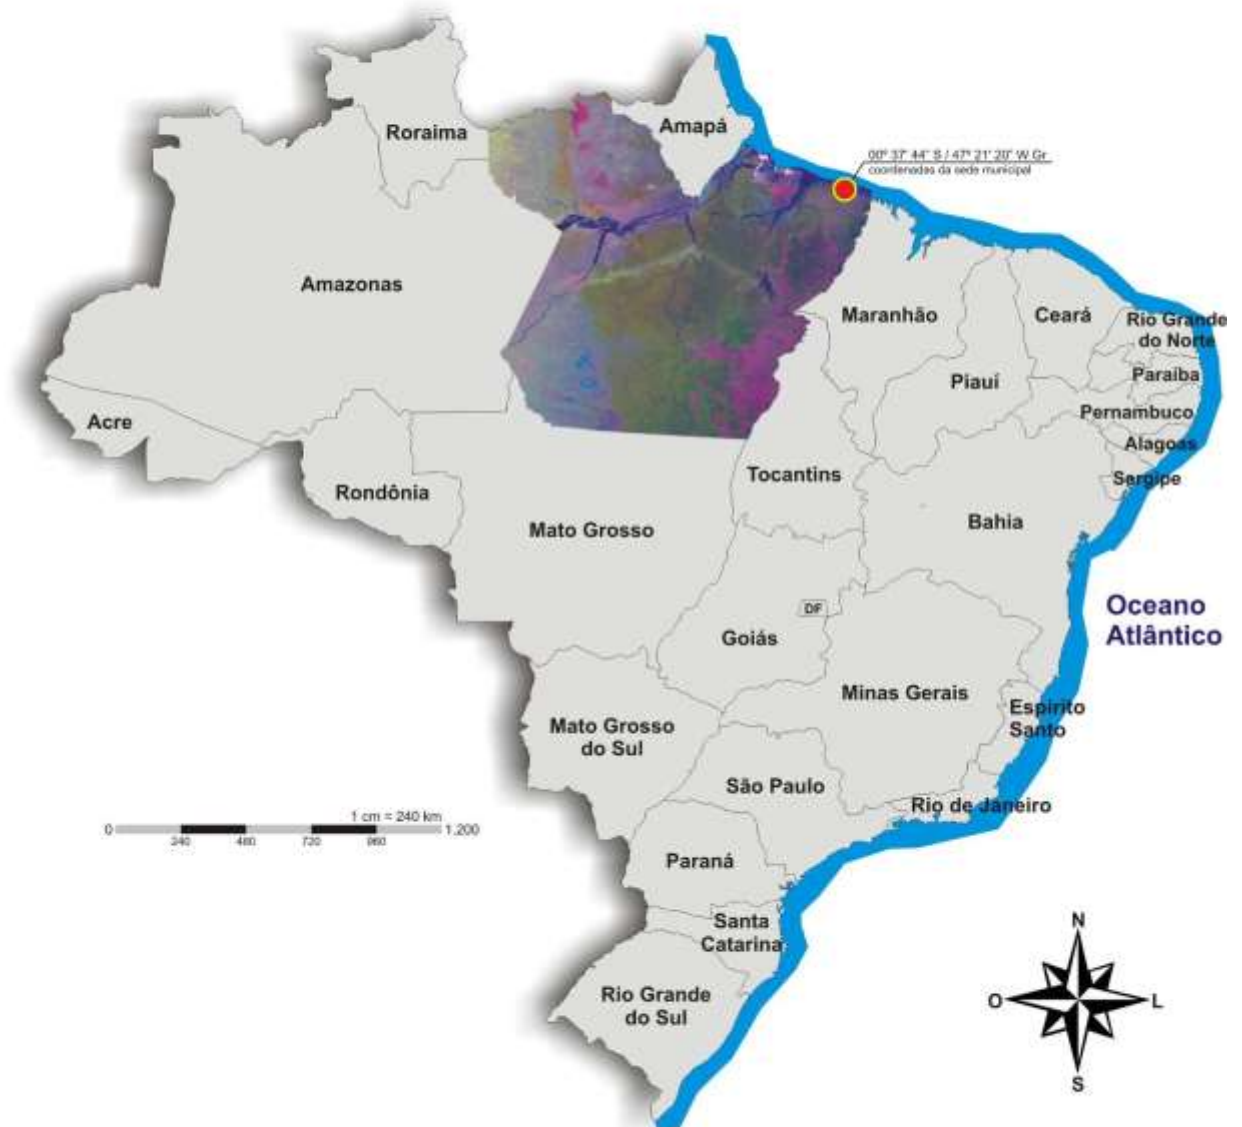 Roraima
Amapá
00º 37' 44" S / 47º 21' 20" W Gr
coordenadas da sede municipal
Amazonas
Maranhão
Ceará
Rio Grande
do Norte
Piauí
Paraíba
Pernambuco
Acre
Alagoas
Tocantins
Sergipe
Rondônia
Mato Grosso
Bahia
DF
Oceano
Atlântico
Goiás
Minas Gerais
Espírito
Santo
Mato Grosso
do Sul
São Paulo
Rio de Janeiro
1 cm = 240 km
0
1.200
240 480 720 960
Paraná
Santa
Catarina
N
Rio Grande
do Sul
O
L
S